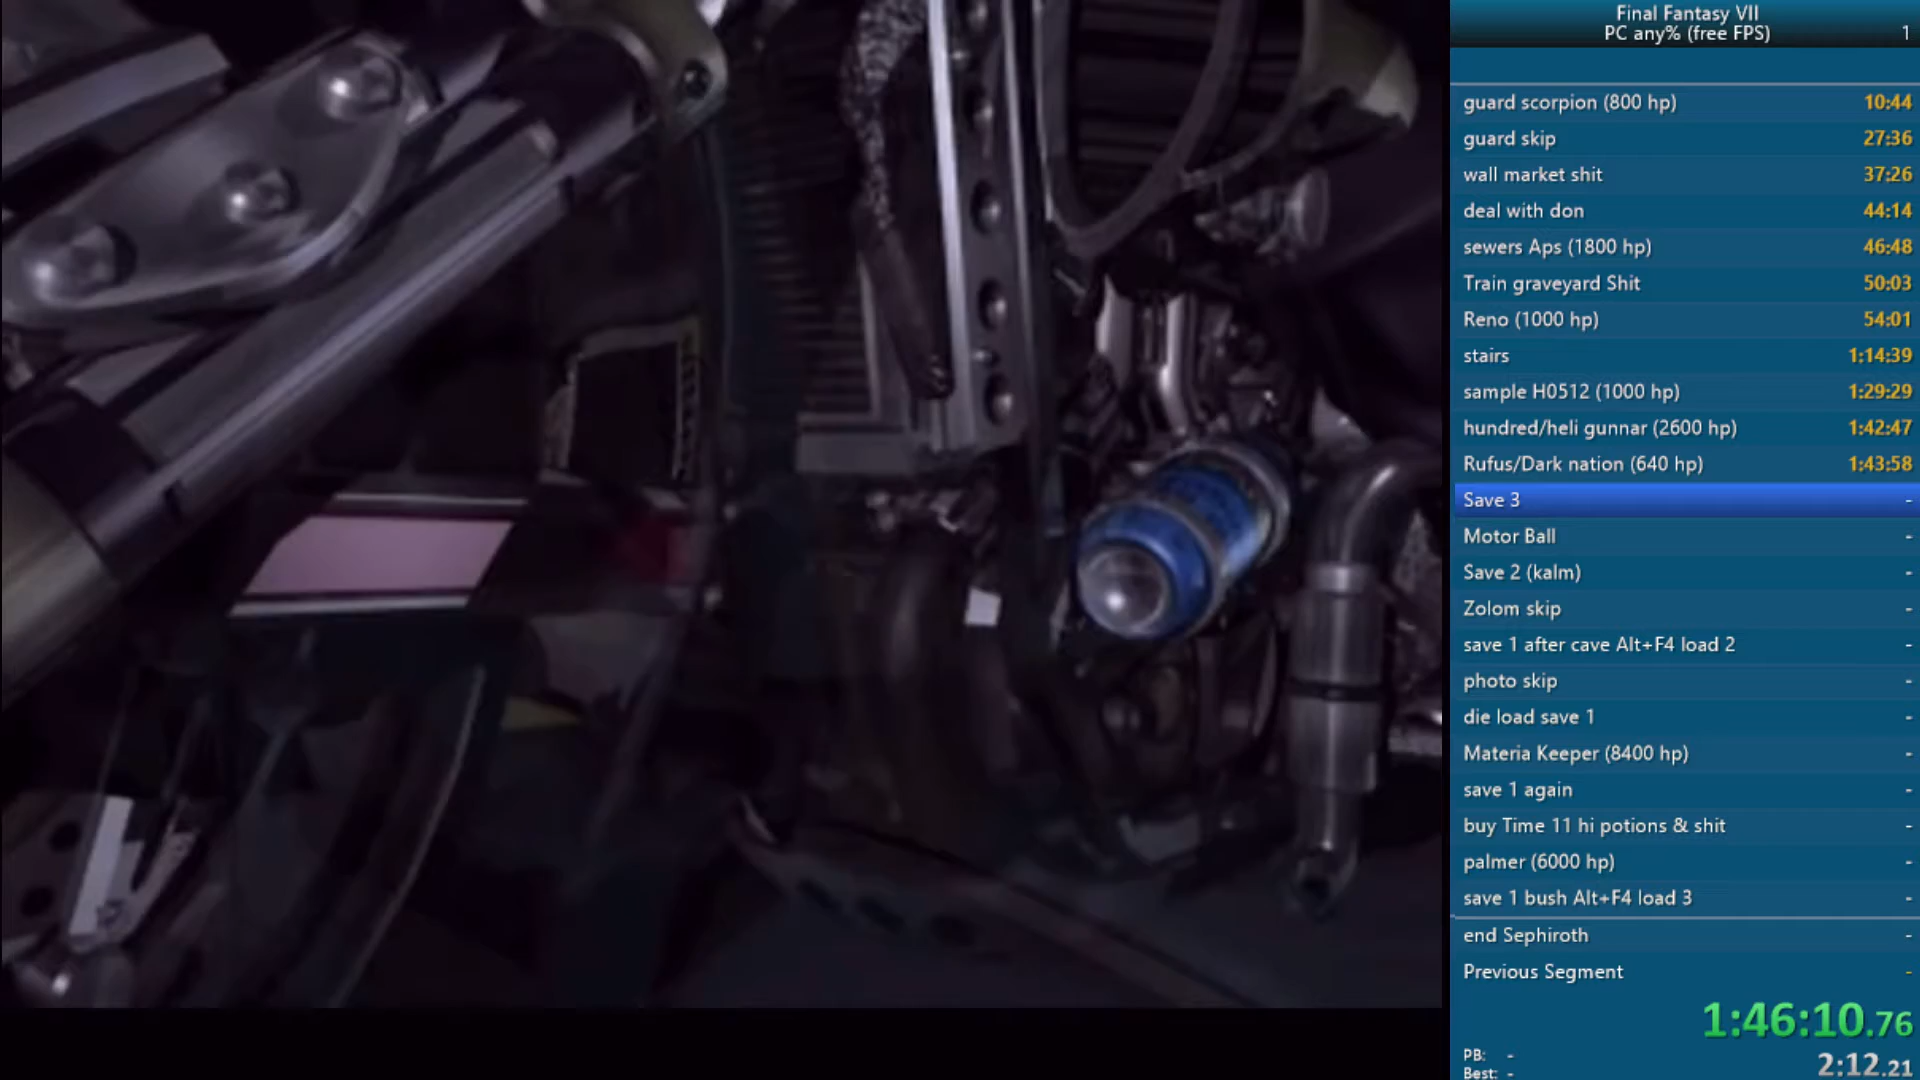 Final Fantasy VII
PC any% (free FPS) 1
guard scorpion (800 hp) 10:44
guard skip 27:36
wall market shit 37:26
deal with don 44:14
sewers Aps (1800 hp) 46:48
Train graveyard Shit 50:03
Reno (1000 hp) 54:01
stairs 1:14:39
sample H0512 (1000 hp) 1:29:29
hundred/heli gunnar (2600 hp) 1:42:47
Rufus/Dark nation (640 hp) 1:43:58
Save 3 -
Motor Ball -
Save 2 (kalm) -
Zolom skip -
save 1 after cave Alt+F4 load 2 -
photo skip -
die load save 1 -
Materia Keeper (8400 hp) -
save 1 again -
buy Time 11 hi potions & shit -
palmer (6000 hp) -
save 1 bush Alt+F4 load 3 -
end Sephiroth -
Previous Segment -
1:46:10.76
PB: -
Best: - 2:12.21